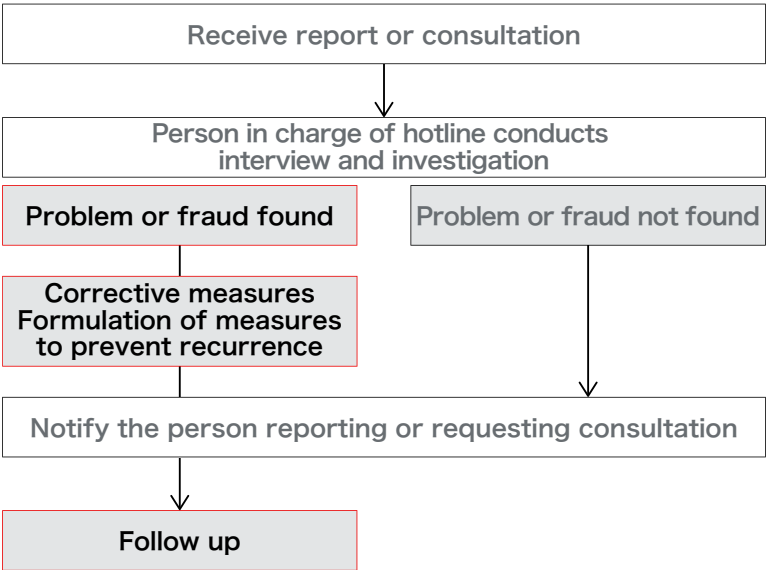 Receive report or consultation
Person in charge of hotline conducts
interview and investigation
Problem or fraud found
Problem or fraud not found
Corrective measures
Formulation of measures
to prevent recurrence
Notify the person reporting or requesting consultation
Follow up